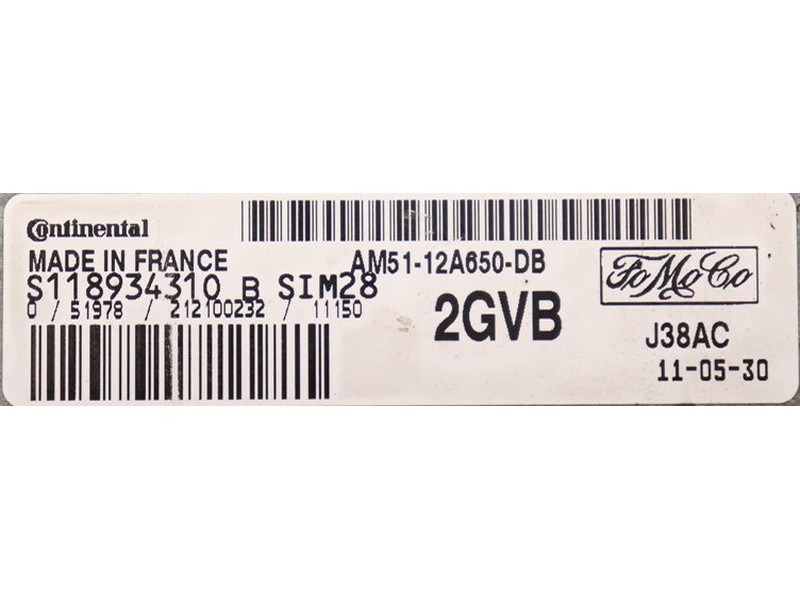 Continental
MADE IN FRANCE
AM51-12A650-DB
FoMoCo
S118934310 B SIM28
0 / 51978 / 212100232 / 11150
2GVB
J38AC
11-05-30